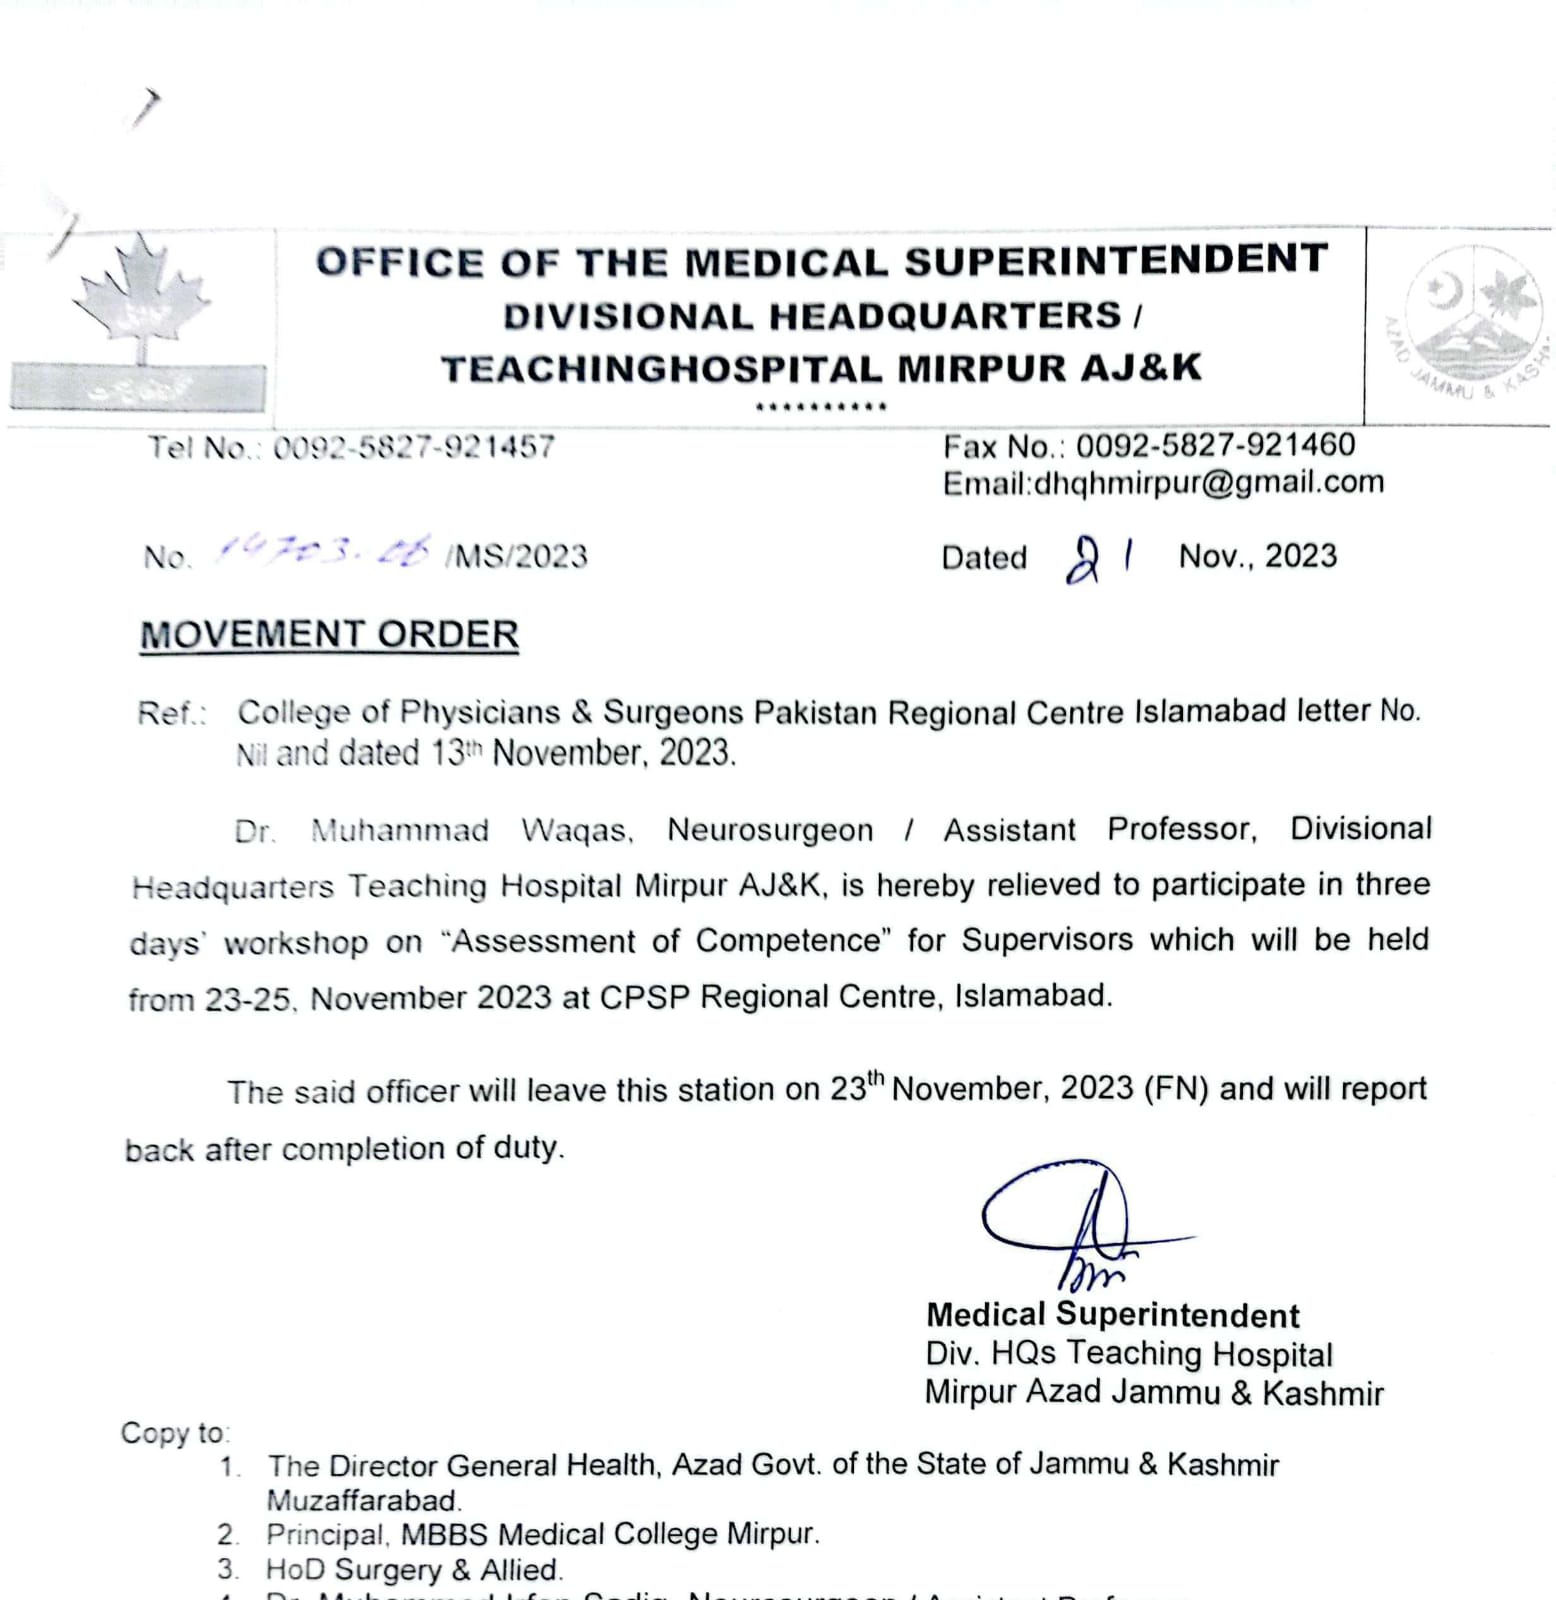 OFFICE OF THE MEDICAL SUPERINTENDENT
DIVISIONAL HEADQUARTERS /
TEACHINGHOSPITAL MIRPUR AJ&K
**********
AZAD JAMMU & KASH
Tel No.: 0092-5827-921457
Fax No.: 0092-5827-921460
Email:dhqhmirpur@gmail.com
No. 14703-06 /MS/2023
Dated 21 Nov., 2023
MOVEMENT ORDER
Ref.: College of Physicians & Surgeons Pakistan Regional Centre Islamabad letter No.
Nil and dated 13th November, 2023.
Dr. Muhammad Waqas, Neurosurgeon / Assistant Professor, Divisional
Headquarters Teaching Hospital Mirpur AJ&K, is hereby relieved to participate in three
days' workshop on “Assessment of Competence” for Supervisors which will be held
from 23-25, November 2023 at CPSP Regional Centre, Islamabad.
The said officer will leave this station on 23th November, 2023 (FN) and will report
back after completion of duty.
Medical Superintendent
Div. HQs Teaching Hospital
Mirpur Azad Jammu & Kashmir
Copy to:
1. The Director General Health, Azad Govt. of the State of Jammu & Kashmir
Muzaffarabad.
2. Principal, MBBS Medical College Mirpur.
3. HoD Surgery & Allied.